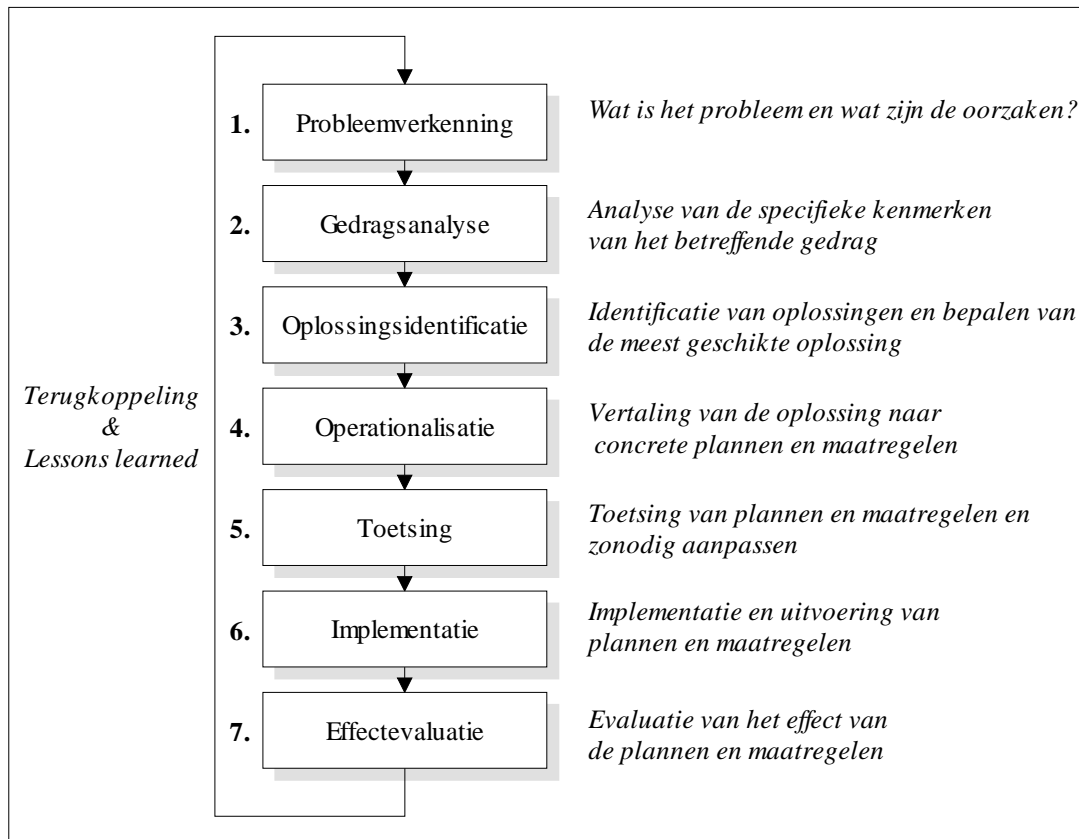 1. Probleemverkenning
Wat is het probleem en wat zijn de oorzaken?
2. Gedragsanalyse
Analyse van de specifieke kenmerken
van het betreffende gedrag
3. Oplossingsidentificatie
Identificatie van oplossingen en bepalen van
de meest geschikte oplossing
Terugkoppeling
&
Lessons learned
4. Operationalisatie
Vertaling van de oplossing naar
concrete plannen en maatregelen
5. Toetsing
Toetsing van plannen en maatregelen en
zonodig aanpassen
6. Implementatie
Implementatie en uitvoering van
plannen en maatregelen
7. Effectevaluatie
Evaluatie van het effect van
de plannen en maatregelen